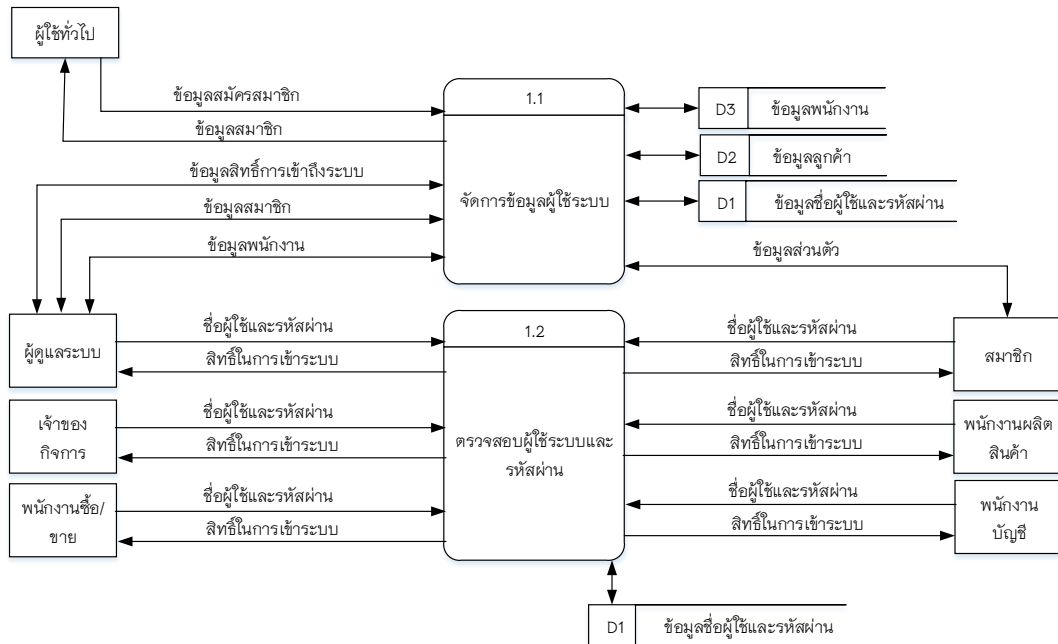 ผู้ใช้ทั่วไป
ข้อมูลสมัครสมาชิก
ข้อมูลสมาชิก
ข้อมูลสิทธิ์การเข้าถึงระบบ
ข้อมูลสมาชิก
ข้อมูลพนักงาน
1.1
จัดการข้อมูลผู้ใช้ระบบ
D3 ข้อมูลพนักงาน
D2 ข้อมูลลูกค้า
D1 ข้อมูลชื่อผู้ใช้และรหัสผ่าน
ข้อมูลส่วนตัว
ผู้ดูแลระบบ
ชื่อผู้ใช้และรหัสผ่าน
สิทธิ์ในการเข้าระบบ
เจ้าของ
กิจการ
ชื่อผู้ใช้และรหัสผ่าน
สิทธิ์ในการเข้าระบบ
พนักงานซื้อ/
ขาย
ชื่อผู้ใช้และรหัสผ่าน
สิทธิ์ในการเข้าระบบ
1.2
ตรวจสอบผู้ใช้ระบบและ
รหัสผ่าน
ชื่อผู้ใช้และรหัสผ่าน
สิทธิ์ในการเข้าระบบ
สมาชิก
ชื่อผู้ใช้และรหัสผ่าน
สิทธิ์ในการเข้าระบบ
พนักงานผลิต
สินค้า
ชื่อผู้ใช้และรหัสผ่าน
สิทธิ์ในการเข้าระบบ
พนักงาน
บัญชี
D1 ข้อมูลชื่อผู้ใช้และรหัสผ่าน